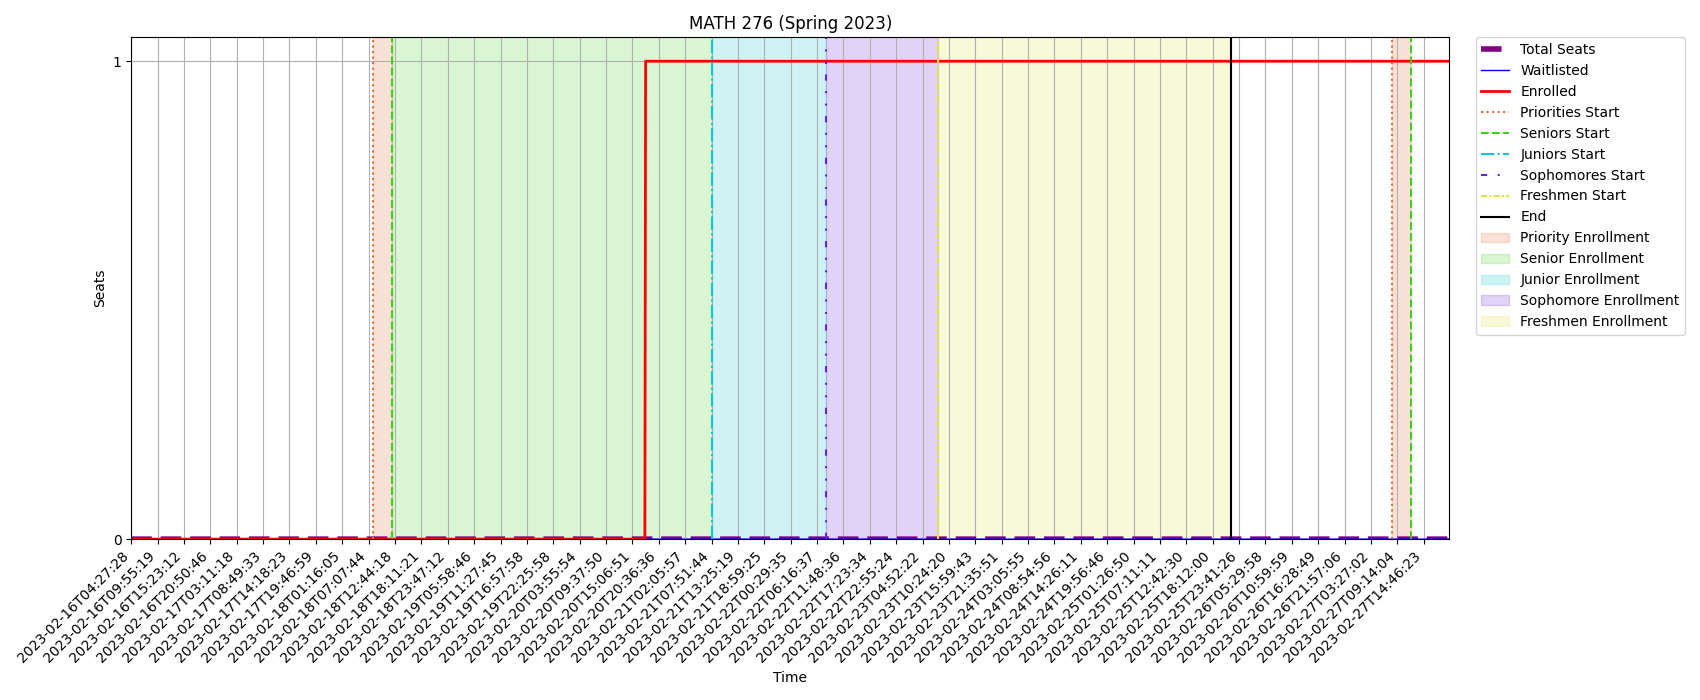 MATH 276 (Spring 2023)
Seats
1
0
2023-02-16T04:27:28
2023-02-16T09:55:19
2023-02-16T15:23:12
2023-02-16T20:50:46
2023-02-17T03:11:18
2023-02-17T08:49:33
2023-02-17T14:18:23
2023-02-17T19:46:59
2023-02-18T01:16:05
2023-02-18T07:07:44
2023-02-18T12:44:18
2023-02-18T18:11:21
2023-02-18T23:47:12
2023-02-19T05:58:46
2023-02-19T11:27:45
2023-02-19T16:57:58
2023-02-19T22:25:58
2023-02-20T03:55:54
2023-02-20T09:37:50
2023-02-20T15:06:51
2023-02-20T20:36:36
2023-02-21T02:05:57
2023-02-21T07:51:44
2023-02-21T13:25:19
2023-02-21T18:59:25
2023-02-22T00:29:35
2023-02-22T06:16:37
2023-02-22T11:48:36
2023-02-22T17:23:34
2023-02-22T22:55:24
2023-02-23T04:52:22
2023-02-23T10:24:20
2023-02-23T15:59:43
2023-02-23T21:35:51
2023-02-24T03:05:55
2023-02-24T08:54:56
2023-02-24T14:26:11
2023-02-24T19:56:46
2023-02-25T01:26:50
2023-02-25T07:11:11
2023-02-25T12:42:30
2023-02-25T18:12:00
2023-02-25T23:41:26
2023-02-26T05:29:58
2023-02-26T10:59:59
2023-02-26T16:28:49
2023-02-26T21:57:06
2023-02-27T03:27:02
2023-02-27T09:14:04
2023-02-27T14:46:23
Time
Total Seats
Waitlisted
Enrolled
Priorities Start
Seniors Start
Juniors Start
Sophomores Start
Freshmen Start
End
Priority Enrollment
Senior Enrollment
Junior Enrollment
Sophomore Enrollment
Freshmen Enrollment